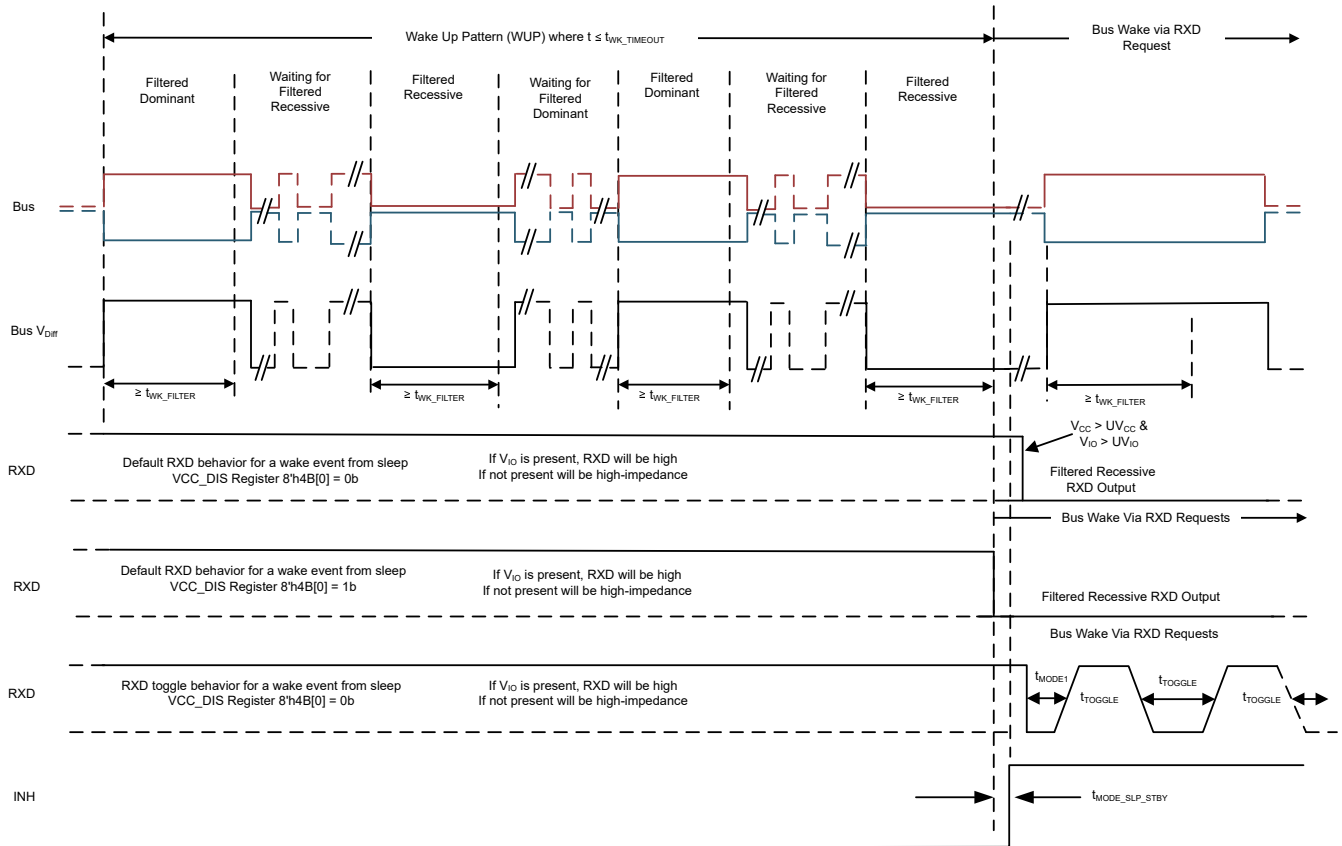 Wake Up Pattern (WUP) where t ≤ tWK_TIMEOUT
Bus Wake via RXD
Request
Filtered
Dominant
Waiting for
Filtered
Recessive
Filtered
Recessive
Waiting for
Filtered
Dominant
Filtered
Dominant
Waiting for
Filtered
Recessive
Filtered
Recessive
Bus
Bus VDiff
≥ tWK_FILTER
≥ tWK_FILTER
≥ tWK_FILTER
≥ tWK_FILTER
≥ tWK_FILTER
VCC > UVCC &
VIO > UVIO
RXD
Default RXD behavior for a wake event from sleep
VCC_DIS Register 8'h4B[0] = 0b
If VIO is present, RXD will be high
If not present will be high-impedance
Filtered Recessive
RXD Output
Bus Wake Via RXD Requests
RXD
Default RXD behavior for a wake event from sleep
VCC_DIS Register 8'h4B[0] = 1b
If VIO is present, RXD will be high
If not present will be high-impedance
Filtered Recessive RXD Output
Bus Wake Via RXD Requests
RXD
RXD toggle behavior for a wake event from sleep
VCC_DIS Register 8'h4B[0] = 0b
If VIO is present, RXD will be high
If not present will be high-impedance
tMODE1
tTOGGLE
tTOGGLE
tTOGGLE
INH
tMODE_SLP_STBY